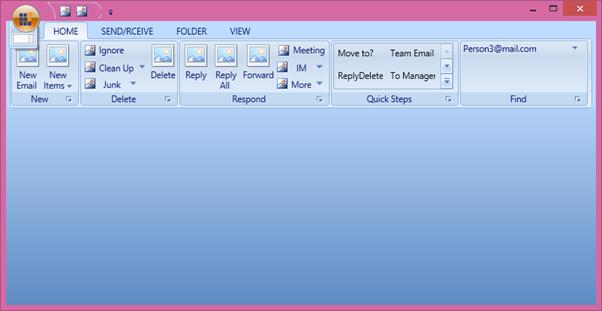 HOME SEND/RCEIVE FOLDER VIEW
Ignore Meeting Move to? Team Email Person3@mail.com
Clean Up IM
New Email New Items Junk Delete Reply Reply All Forward More ReplyDelete To Manager
New Delete Respond Quick Steps Find